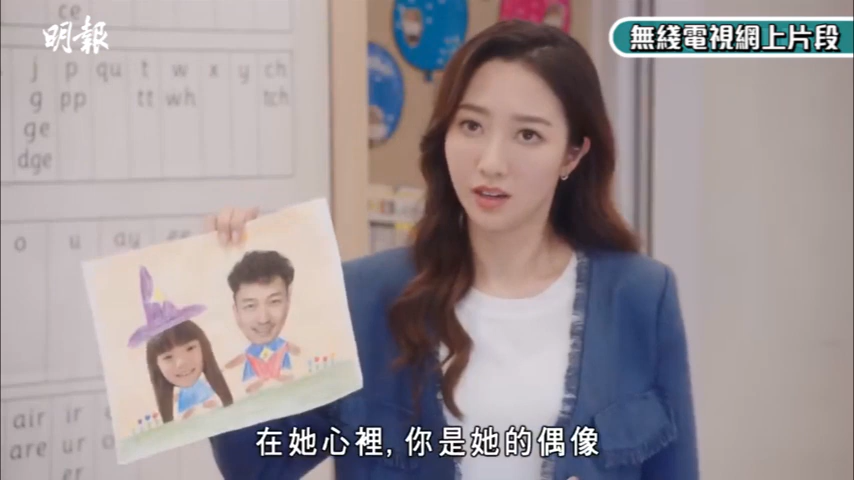 ce
明報
無綫電視網上片段
j p qu t w x y ch
g pp tt wh tch
ge
dge
o u ay
air ir
are ur o
er
在她心裡,你是她的偶像